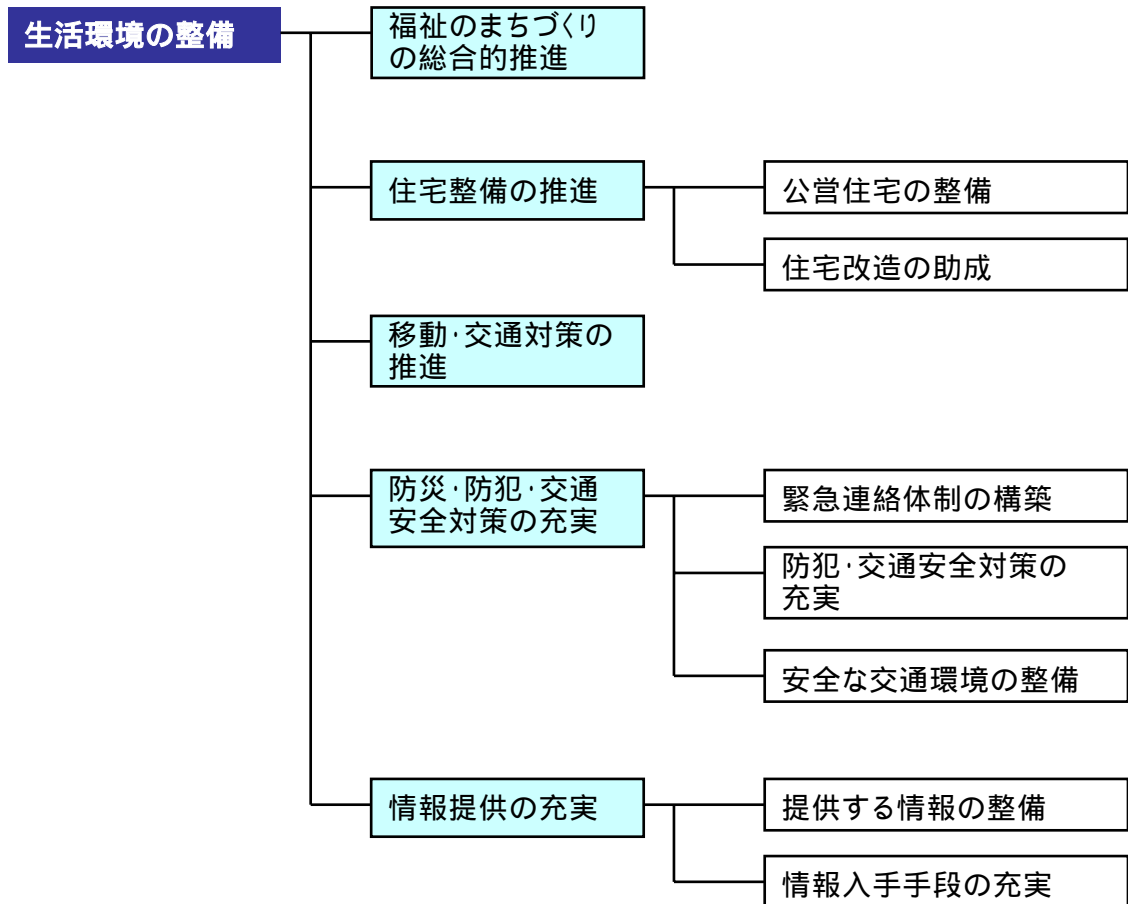 生活環境の整備
福祉のまちづくり
の総合的推進
住宅整備の推進
公営住宅の整備
住宅改造の助成
移動・交通対策の
推進
防災・防犯・交通
安全対策の充実
緊急連絡体制の構築
防犯・交通安全対策の
充実
安全な交通環境の整備
情報提供の充実
提供する情報の整備
情報入手手段の充実